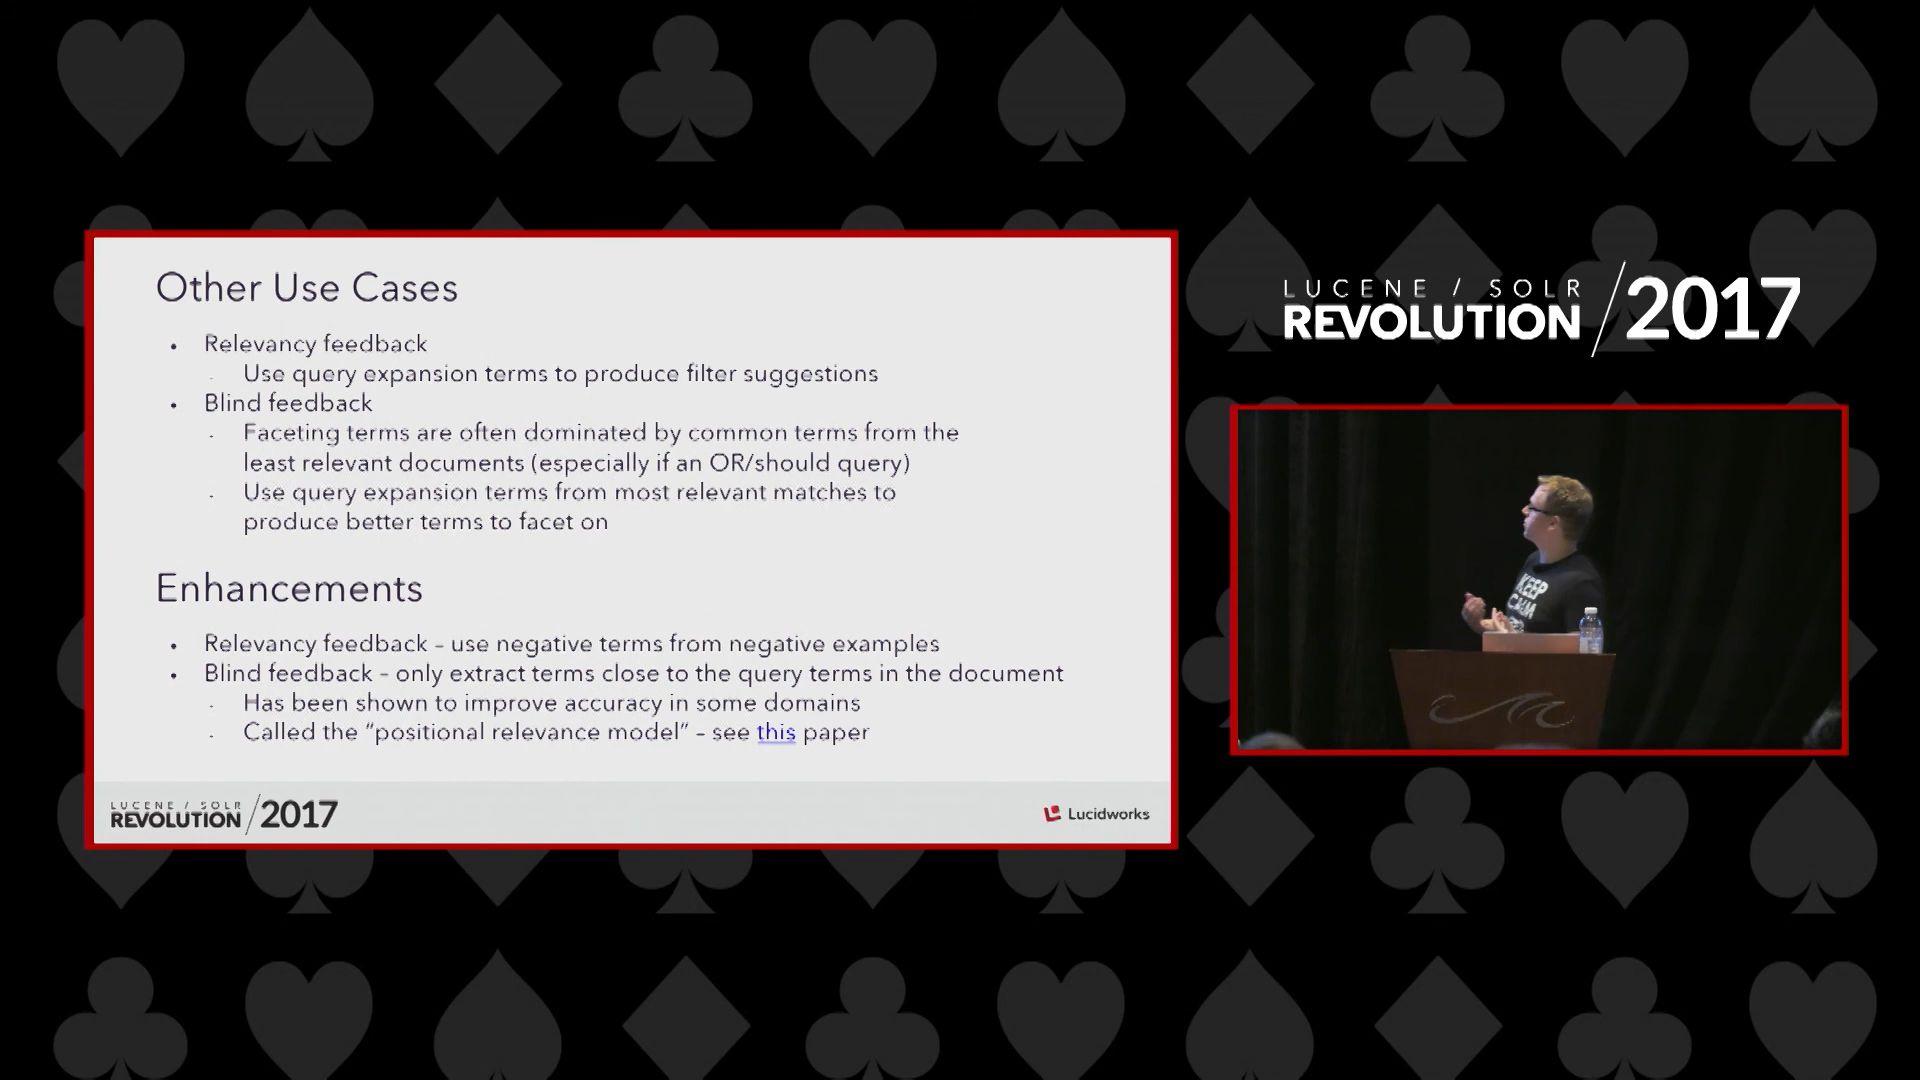 Other Use Cases
• Relevancy feedback
- Use query expansion terms to produce filter suggestions
• Blind feedback
- Faceting terms are often dominated by common terms from the
least relevant documents (especially if an OR/should query)
- Use query expansion terms from most relevant matches to
produce better terms to facet on
Enhancements
• Relevancy feedback – use negative terms from negative examples
• Blind feedback – only extract terms close to the query terms in the document
- Has been shown to improve accuracy in some domains
- Called the “positional relevance model” – see this paper
LUCENE / SOLR
REVOLUTION /2017
Lucidworks
LUCENE / SOLR
REVOLUTION /2017
KEEP
CALM